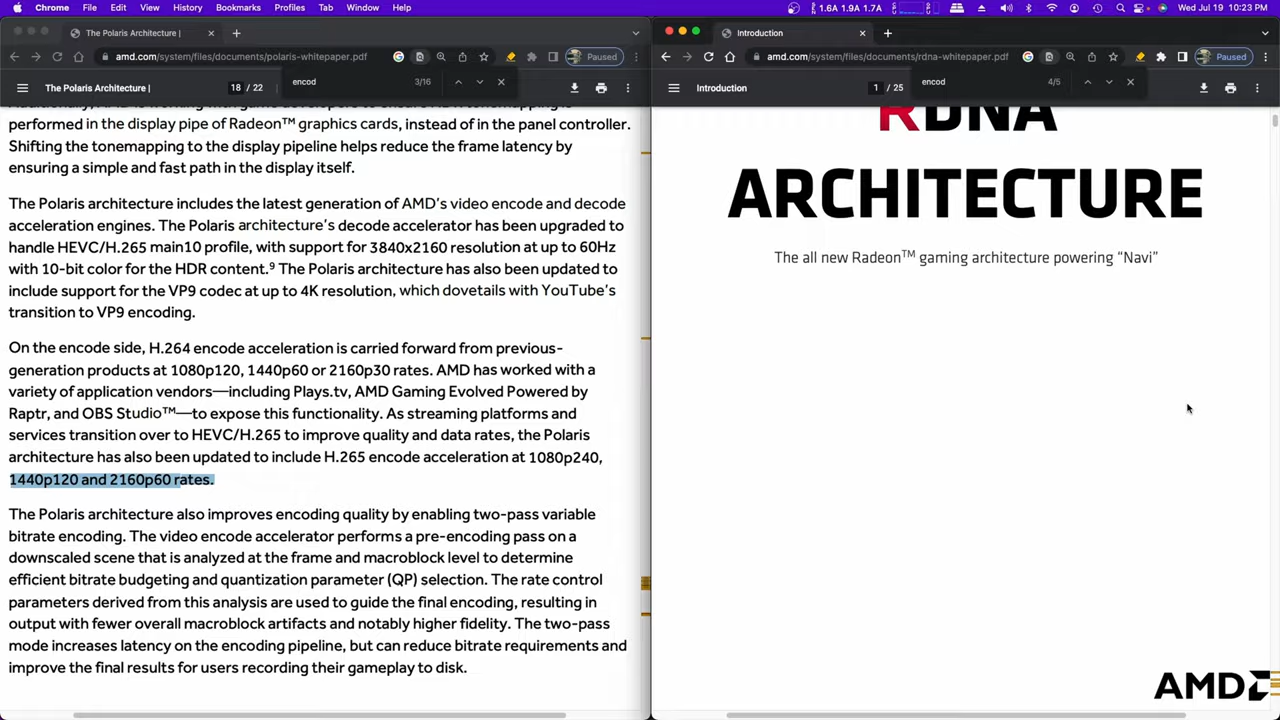 Chrome File Edit View History Bookmarks Profiles Tab Window Help
1.6A 1.9A 1.7A
Wed Jul 19 10:23 PM
The Polaris Architecture |
amd.com/system/files/documents/polaris-whitepaper.pdf
Paused
encod 3/16
The Polaris Architecture | 18 / 22
performed in the display pipe of Radeon™ graphics cards, instead of in the panel controller.
Shifting the tonemapping to the display pipeline helps reduce the frame latency by
ensuring a simple and fast path in the display itself.
The Polaris architecture includes the latest generation of AMD's video encode and decode
acceleration engines. The Polaris architecture's decode accelerator has been upgraded to
handle HEVC/H.265 main10 profile, with support for 3840x2160 resolution at up to 60Hz
with 10-bit color for the HDR content.⁹ The Polaris architecture has also been updated to
include support for the VP9 codec at up to 4K resolution, which dovetails with YouTube's
transition to VP9 encoding.
On the encode side, H.264 encode acceleration is carried forward from previous-
generation products at 1080p120, 1440p60 or 2160p30 rates. AMD has worked with a
variety of application vendors—including Plays.tv, AMD Gaming Evolved Powered by
Raptr, and OBS Studio™—to expose this functionality. As streaming platforms and
services transition over to HEVC/H.265 to improve quality and data rates, the Polaris
architecture has also been updated to include H.265 encode acceleration at 1080p240,
1440p120 and 2160p60 rates.
The Polaris architecture also improves encoding quality by enabling two-pass variable
bitrate encoding. The video encode accelerator performs a pre-encoding pass on a
downscaled scene that is analyzed at the frame and macroblock level to determine
efficient bitrate budgeting and quantization parameter (QP) selection. The rate control
parameters derived from this analysis are used to guide the final encoding, resulting in
output with fewer overall macroblock artifacts and notably higher fidelity. The two-pass
mode increases latency on the encoding pipeline, but can reduce bitrate requirements and
improve the final results for users recording their gameplay to disk.
Introduction
amd.com/system/files/documents/rdna-whitepaper.pdf
Paused
encod 4/5
Introduction 1 / 25
RDNA
ARCHITECTURE
The all new Radeon™ gaming architecture powering “Navi”
AMD